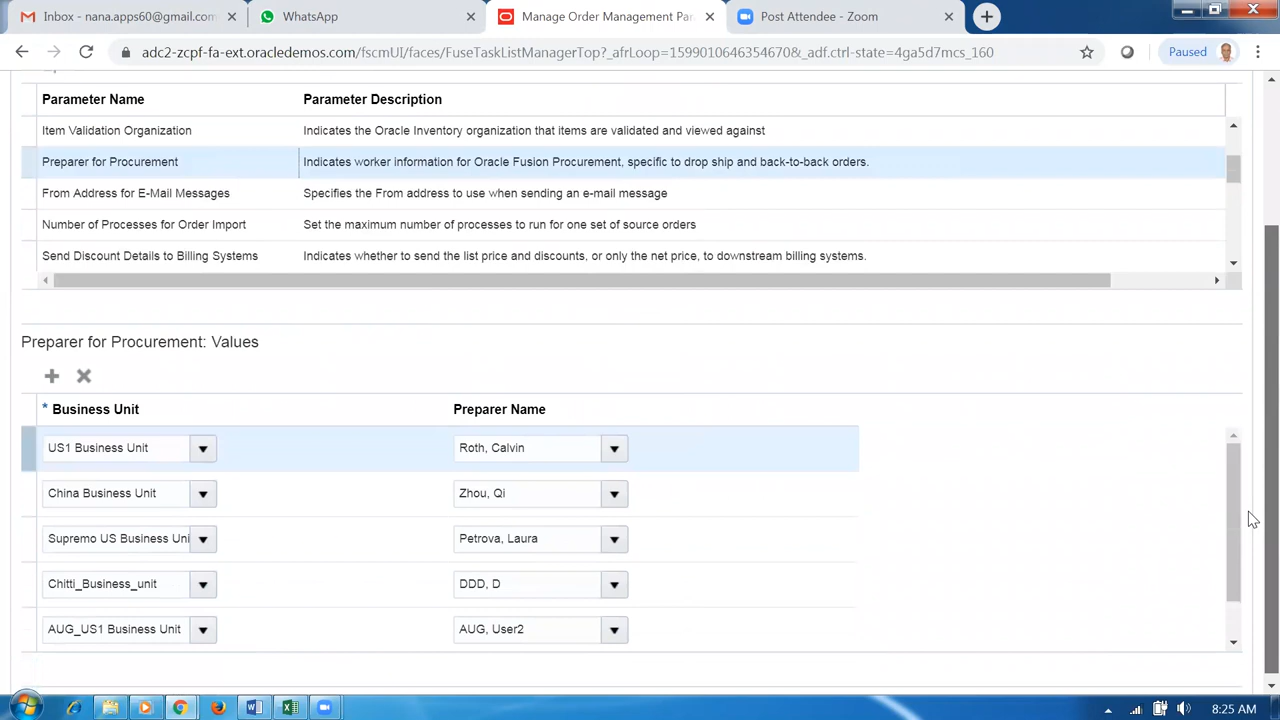 Inbox - nana.apps60@gmail.com
WhatsApp
Manage Order Management Par
Post Attendee - Zoom
adc2-zcpf-fa-ext.oracledemos.com/fscmUI/faces/FuseTaskListManagerTop?_afrLoop=1599010646354670&_adf.ctrl-state=4ga5d7mcs_160
Paused
Parameter Name Parameter Description
Item Validation Organization Indicates the Oracle Inventory organization that items are validated and viewed against
Preparer for Procurement Indicates worker information for Oracle Fusion Procurement, specific to drop ship and back-to-back orders.
From Address for E-Mail Messages Specifies the From address to use when sending an e-mail message
Number of Processes for Order Import Set the maximum number of processes to run for one set of source orders
Send Discount Details to Billing Systems Indicates whether to send the list price and discounts, or only the net price, to downstream billing systems.
Preparer for Procurement: Values
* Business Unit Preparer Name
US1 Business Unit Roth, Calvin
China Business Unit Zhou, Qi
Supremo US Business Uni Petrova, Laura
Chitti_Business_unit DDD, D
AUG_US1 Business Unit AUG, User2
8:25 AM